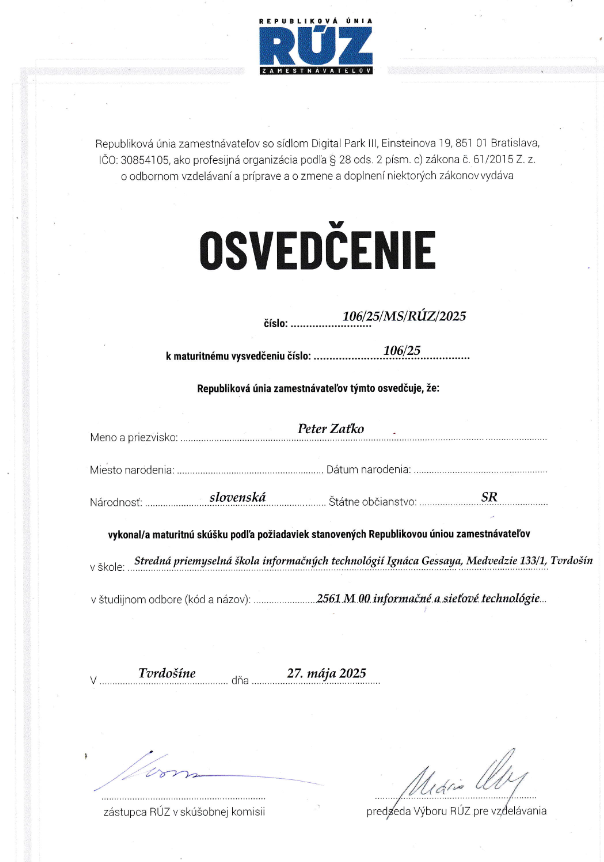 REPUBLIKOVÁ ÚNIA
RÚZ
ZAMESTNÁVATEĽOV
Republiková únia zamestnávateľov so sídlom Digital Park III, Einsteinova 19, 851 01 Bratislava,
IČO: 30854105, ako profesijná organizácia podľa § 28 ods. 2 písm. c) zákona č. 61/2015 Z. z.
o odbornom vzdelávaní a príprave a o zmene a doplnení niektorých zákonov vydáva
OSVEDČENIE
číslo: 106/25/MS/RÚZ/2025
k maturitnému vysvedčeniu číslo: 106/25
Republiková únia zamestnávateľov týmto osvedčuje, že:
Meno a priezvisko: Peter Zaťko
Miesto narodenia: Dátum narodenia:
Národnosť: slovenská Štátne občianstvo: SR
vykonal/a maturitnú skúšku podľa požiadaviek stanovených Republikovou úniou zamestnávateľov
v škole: Stredná priemyselná škola informačných technológií Ignáca Gessaya, Medvedzie 133/1, Tvrdošín
v študijnom odbore (kód a názov): 2561 M 00 informačné a sieťové technológie
V Tvrdošíne dňa 27. mája 2025
zástupca RÚZ v skúšobnej komisii predseda Výboru RÚZ pre vzdelávania